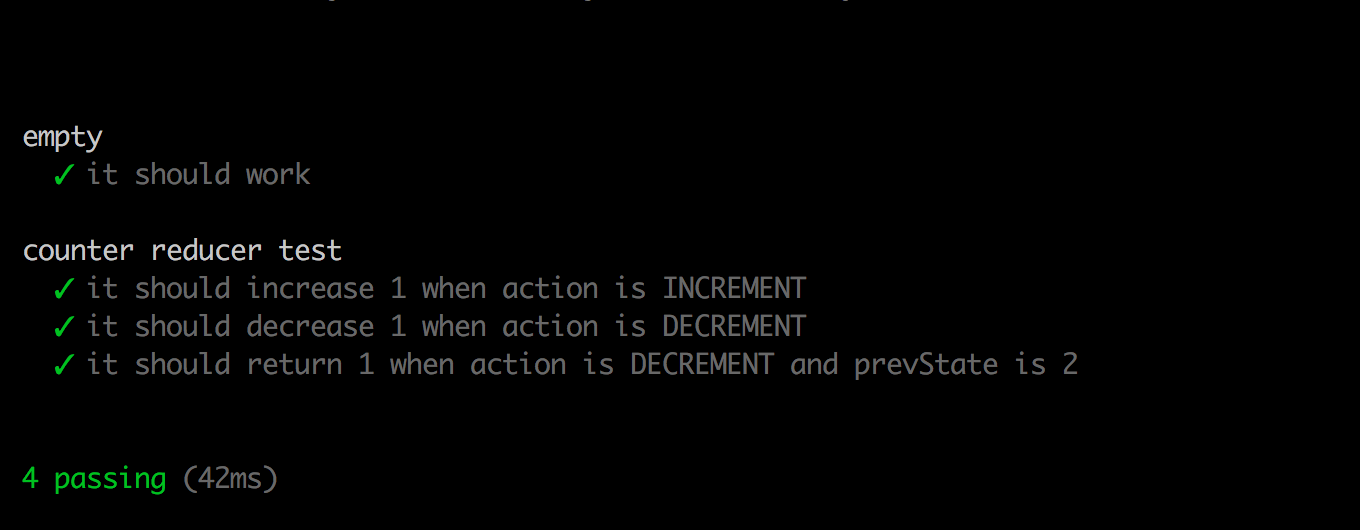 empty
✓ it should work
counter reducer test
✓ it should increase 1 when action is INCREMENT
✓ it should decrease 1 when action is DECREMENT
✓ it should return 1 when action is DECREMENT and prevState is 2
4 passing (42ms)